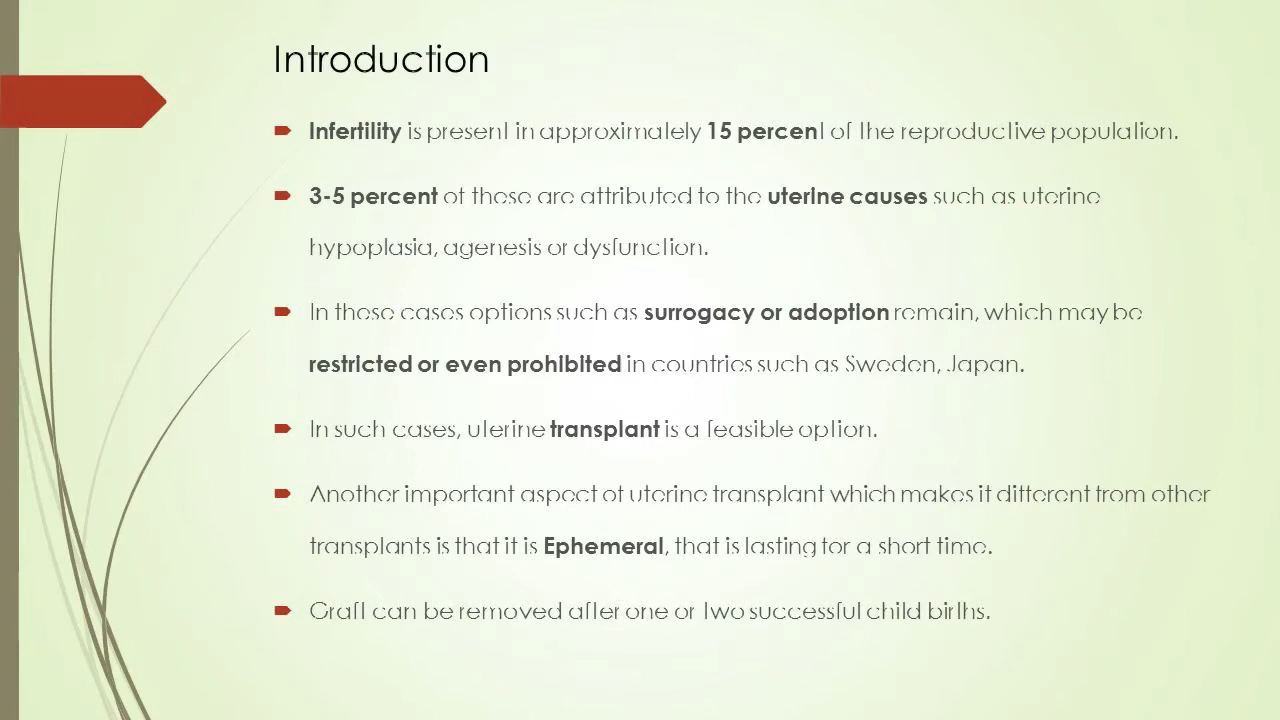 Introduction
Infertility is present in approximately 15 percent of the reproductive population.
3-5 percent of these are attributed to the uterine causes such as uterine
hypoplasia, agenesis or dysfunction.
In these cases options such as surrogacy or adoption remain, which may be
restricted or even prohibited in countries such as Sweden, Japan.
In such cases, uterine transplant is a feasible option.
Another important aspect of uterine transplant which makes it different from other
transplants is that it is Ephemeral, that is lasting for a short time.
Graft can be removed after one or two successful child births.